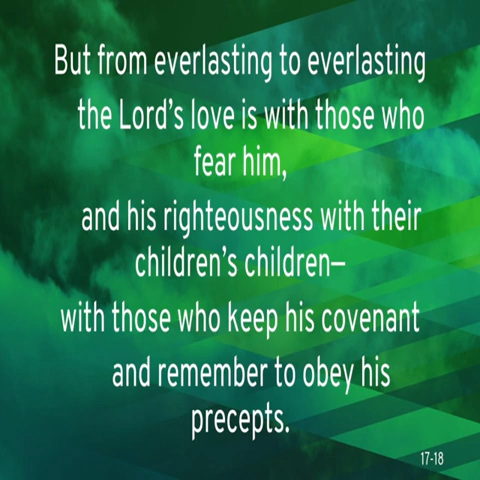 But from everlasting to everlasting
the Lord's love is with those who
fear him,
and his righteousness with their
children's children—
with those who keep his covenant
and remember to obey his
precepts.
17-18